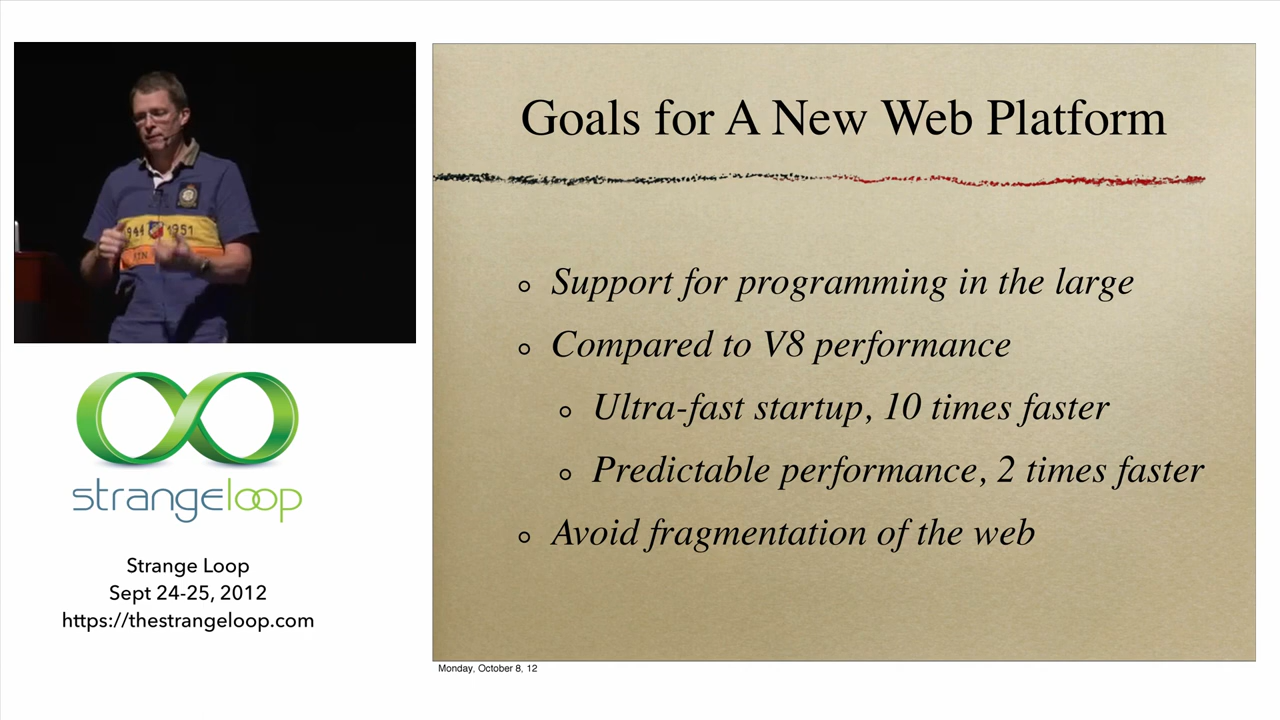 Goals for A New Web Platform
Support for programming in the large
Compared to V8 performance
Ultra-fast startup, 10 times faster
Predictable performance, 2 times faster
Avoid fragmentation of the web
Monday, October 8, 12
1944 1951
strangeloop
Strange Loop
Sept 24-25, 2012
https://thestrangeloop.com